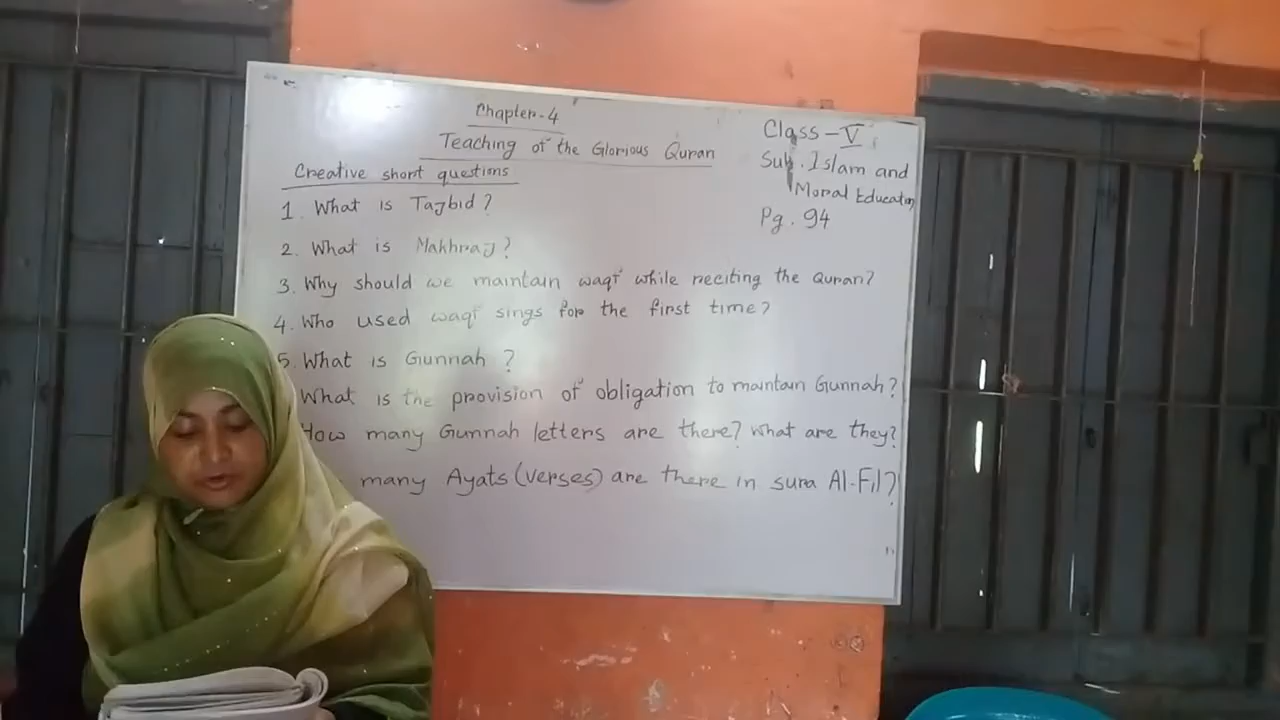 Chapter-4
Teaching of the Glorious Quran
Class-V
Sub. Islam and
Moral Education
Pg. 94
Creative short questions
1. What is Tajbid?
2. What is Makhraj?
3. Why should we maintain waqf while reciting the Quran?
4. Who used waqf sings for the first time?
5. What is Gunnah?
What is the provision of obligation to maintain Gunnah?
How many Gunnah letters are there? What are they?
many Ayats (verses) are there in sura Al-Fil?